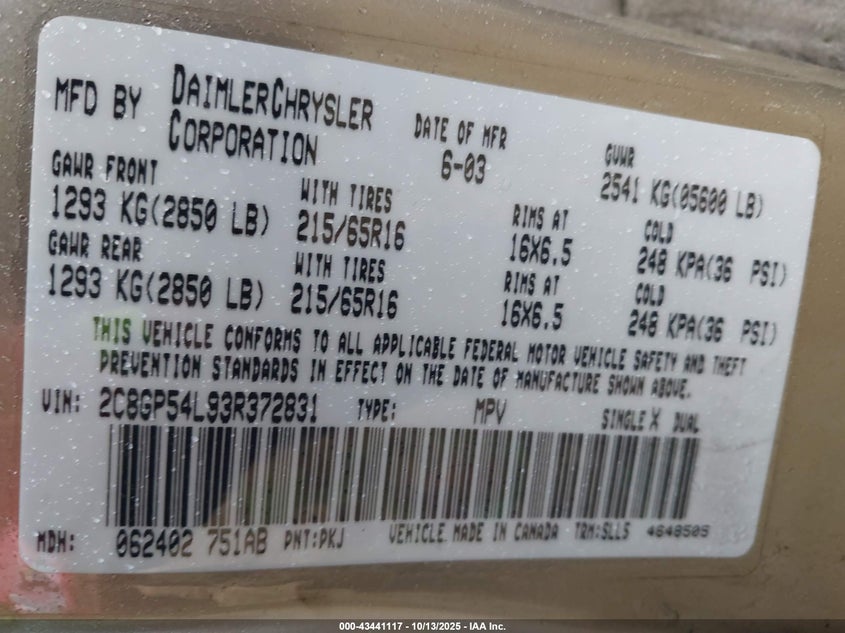 MFD BY DAIMLERCHRYSLER CORPORATION
DATE OF MFR 6-03
GVWR 2541 KG(05600 LB)
GAWR FRONT
1293 KG(2850 LB) WITH TIRES 215/65R16 RIMS AT 16X6.5 COLD 248 KPA(36 PSI)
GAWR REAR
1293 KG(2850 LB) WITH TIRES 215/65R16 RIMS AT 16X6.5 COLD 248 KPA(36 PSI)
THIS VEHICLE CONFORMS TO ALL APPLICABLE FEDERAL MOTOR VEHICLE SAFETY AND THEFT
PREVENTION STANDARDS IN EFFECT ON THE DATE OF MANUFACTURE SHOWN ABOVE.
VIN: 2C8GP54L93R372831 TYPE: MPV SINGLE X DUAL
MDH: 062402 751AB PNT:PKJ VEHICLE MADE IN CANADA TRM:SLL5 4648505
000-43441117 - 10/13/2025 - IAA Inc.